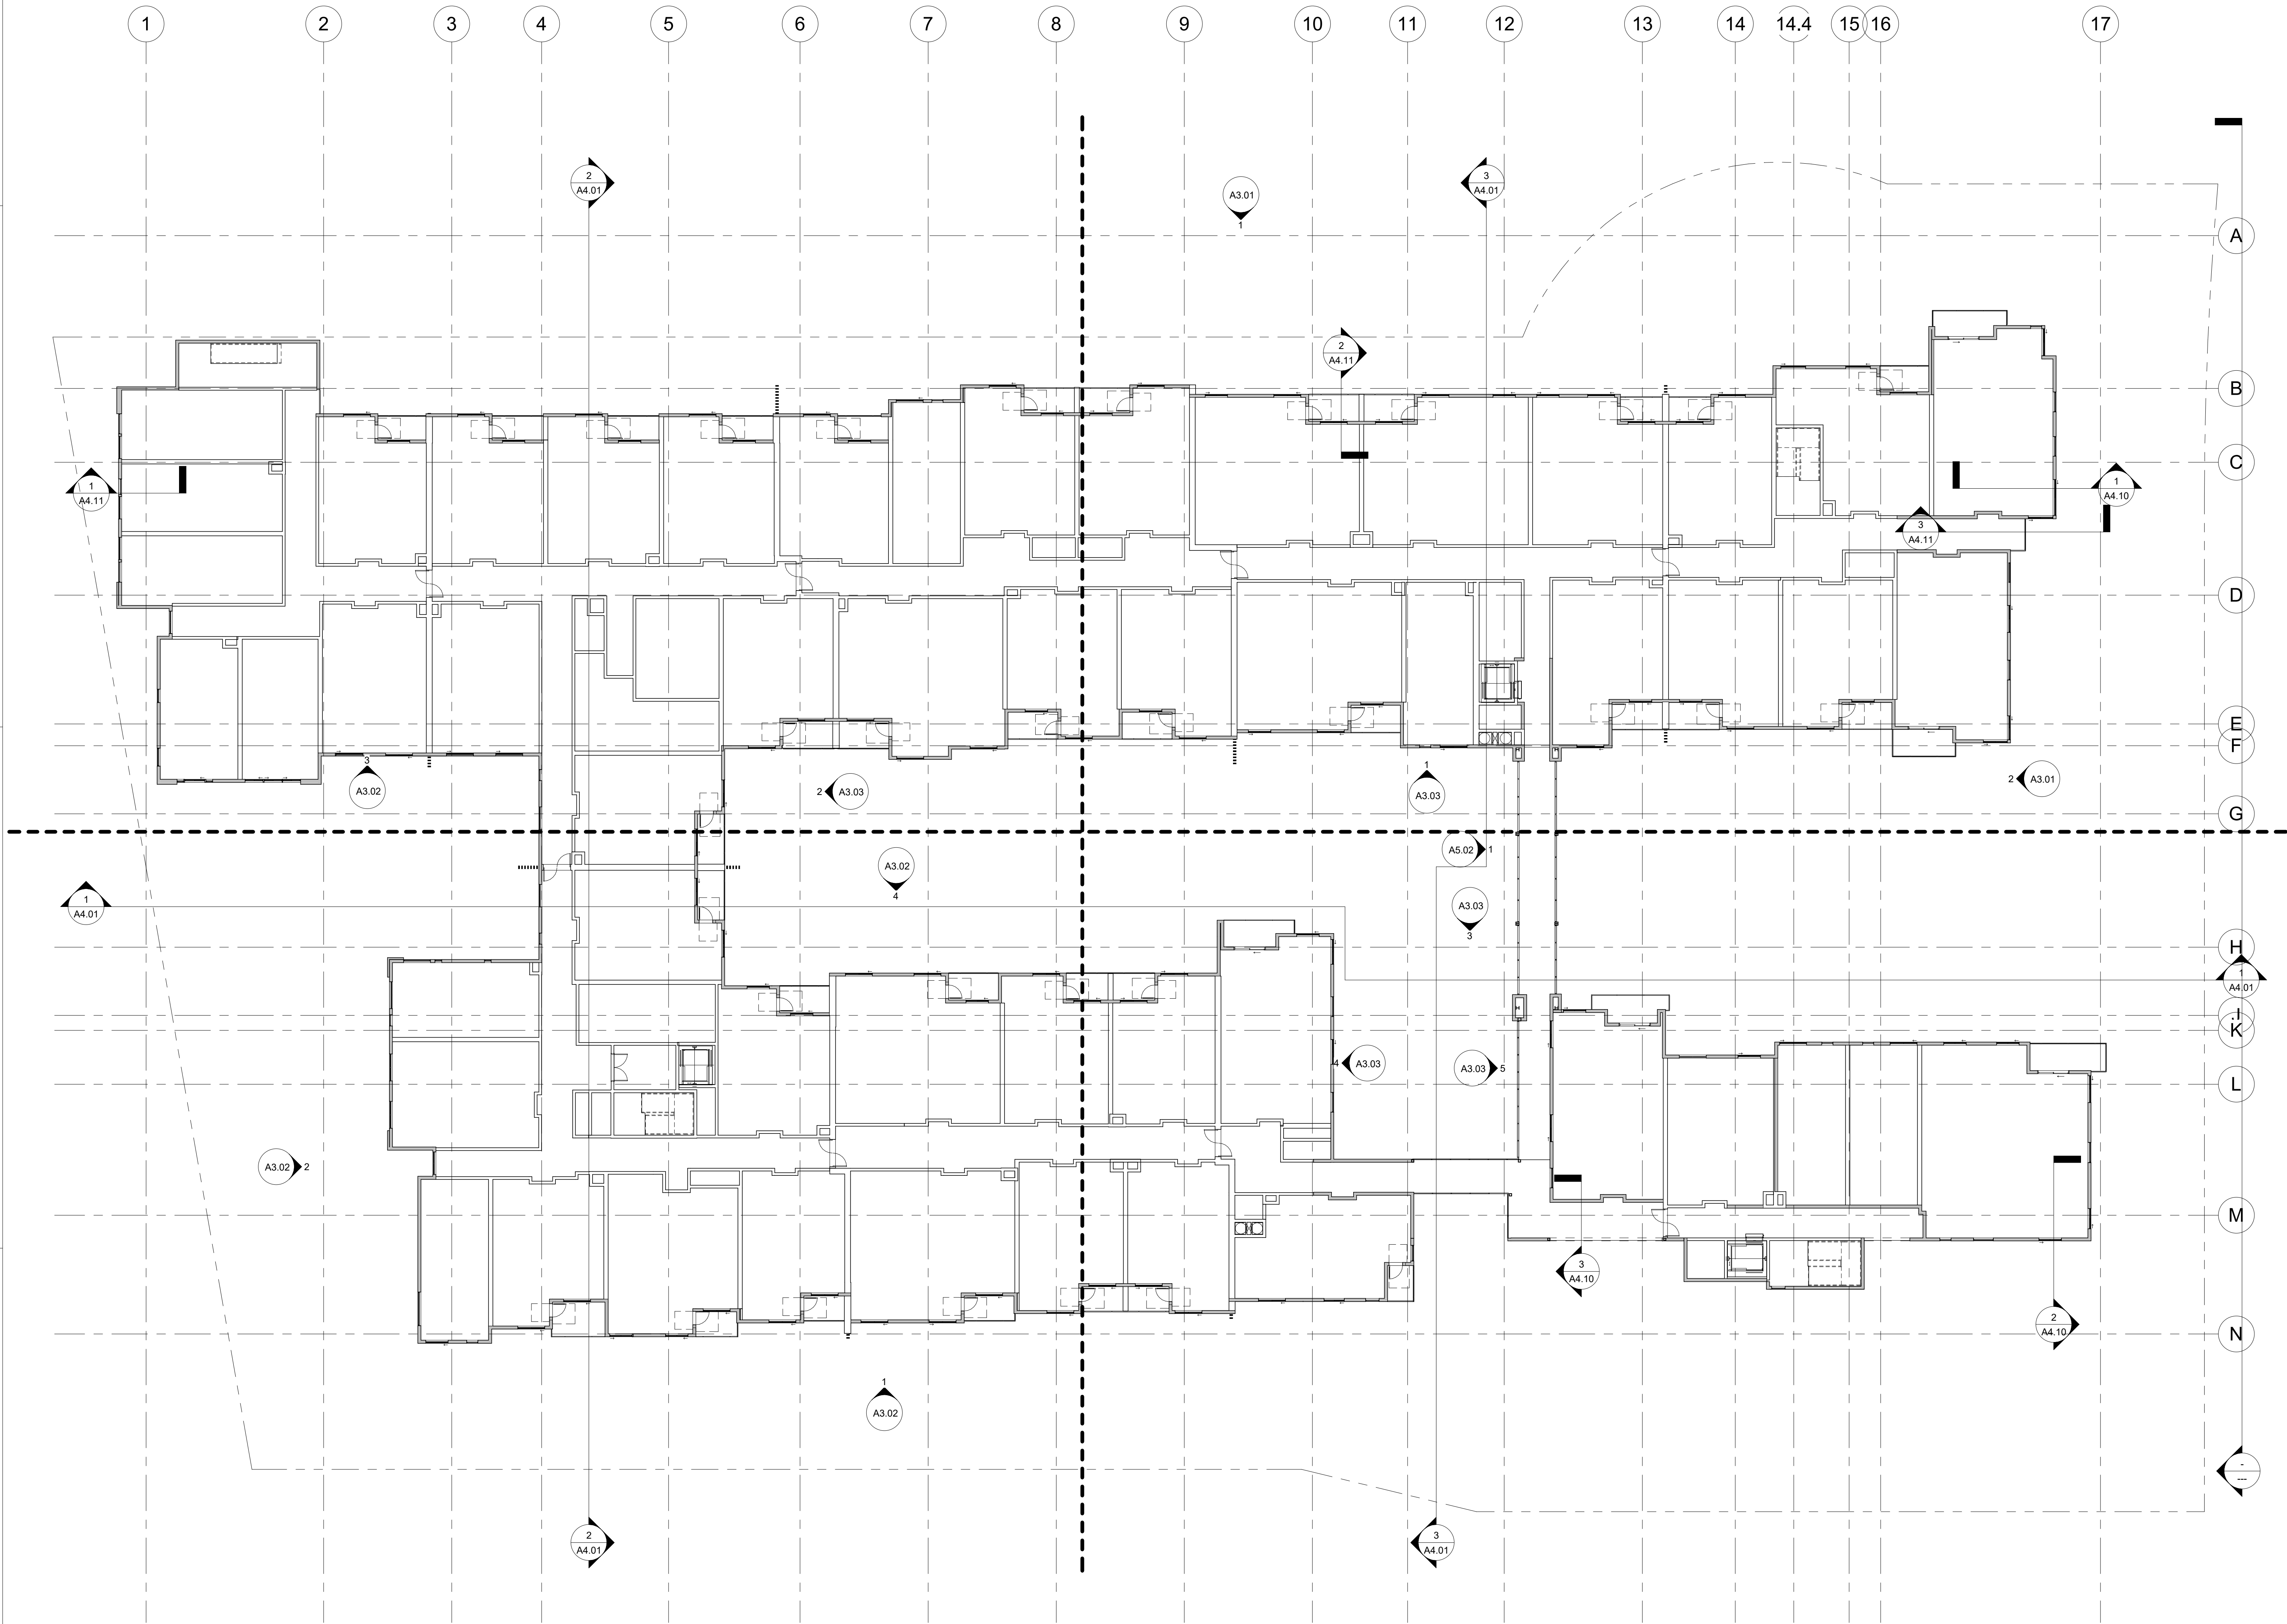 1 2 3 4 5 6 7 8 9 10 11 12 13 14 14.4 15 16 17
2
A4.01
A3.01
1
3
A4.01
A
2
A4.11
B
C
1
A4.11
1
A4.10
3
A4.11
D
E
F
3
A3.02
2 A3.03
1
A3.03
2 A3.01
G
A5.02 1
A3.02
4
1
A4.01
A3.03
3
H
1
A4.01
K
4 A3.03
A3.03 5
L
A3.02 2
M
3
A4.10
2
A4.10
N
1
A3.02
-
---
2
A4.01
3
A4.01